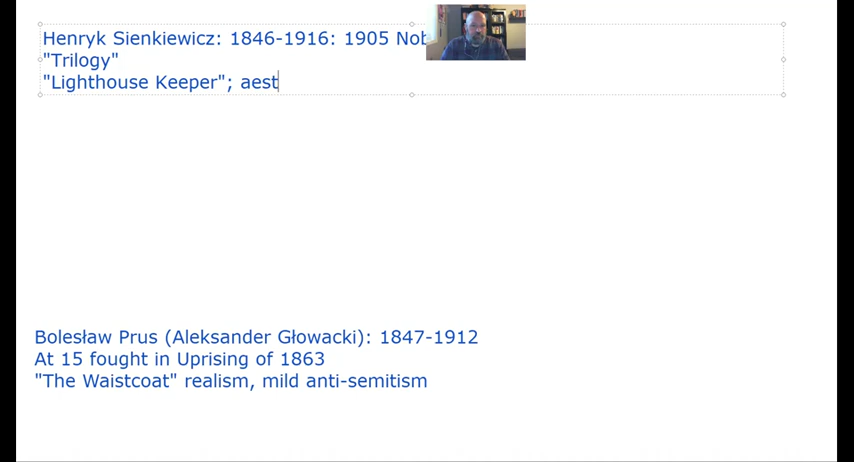 Henryk Sienkiewicz: 1846-1916: 1905
"Trilogy"
"Lighthouse Keeper"; aest
Bolesław Prus (Aleksander Głowacki): 1847-1912
At 15 fought in Uprising of 1863
"The Waistcoat" realism, mild anti-semitism